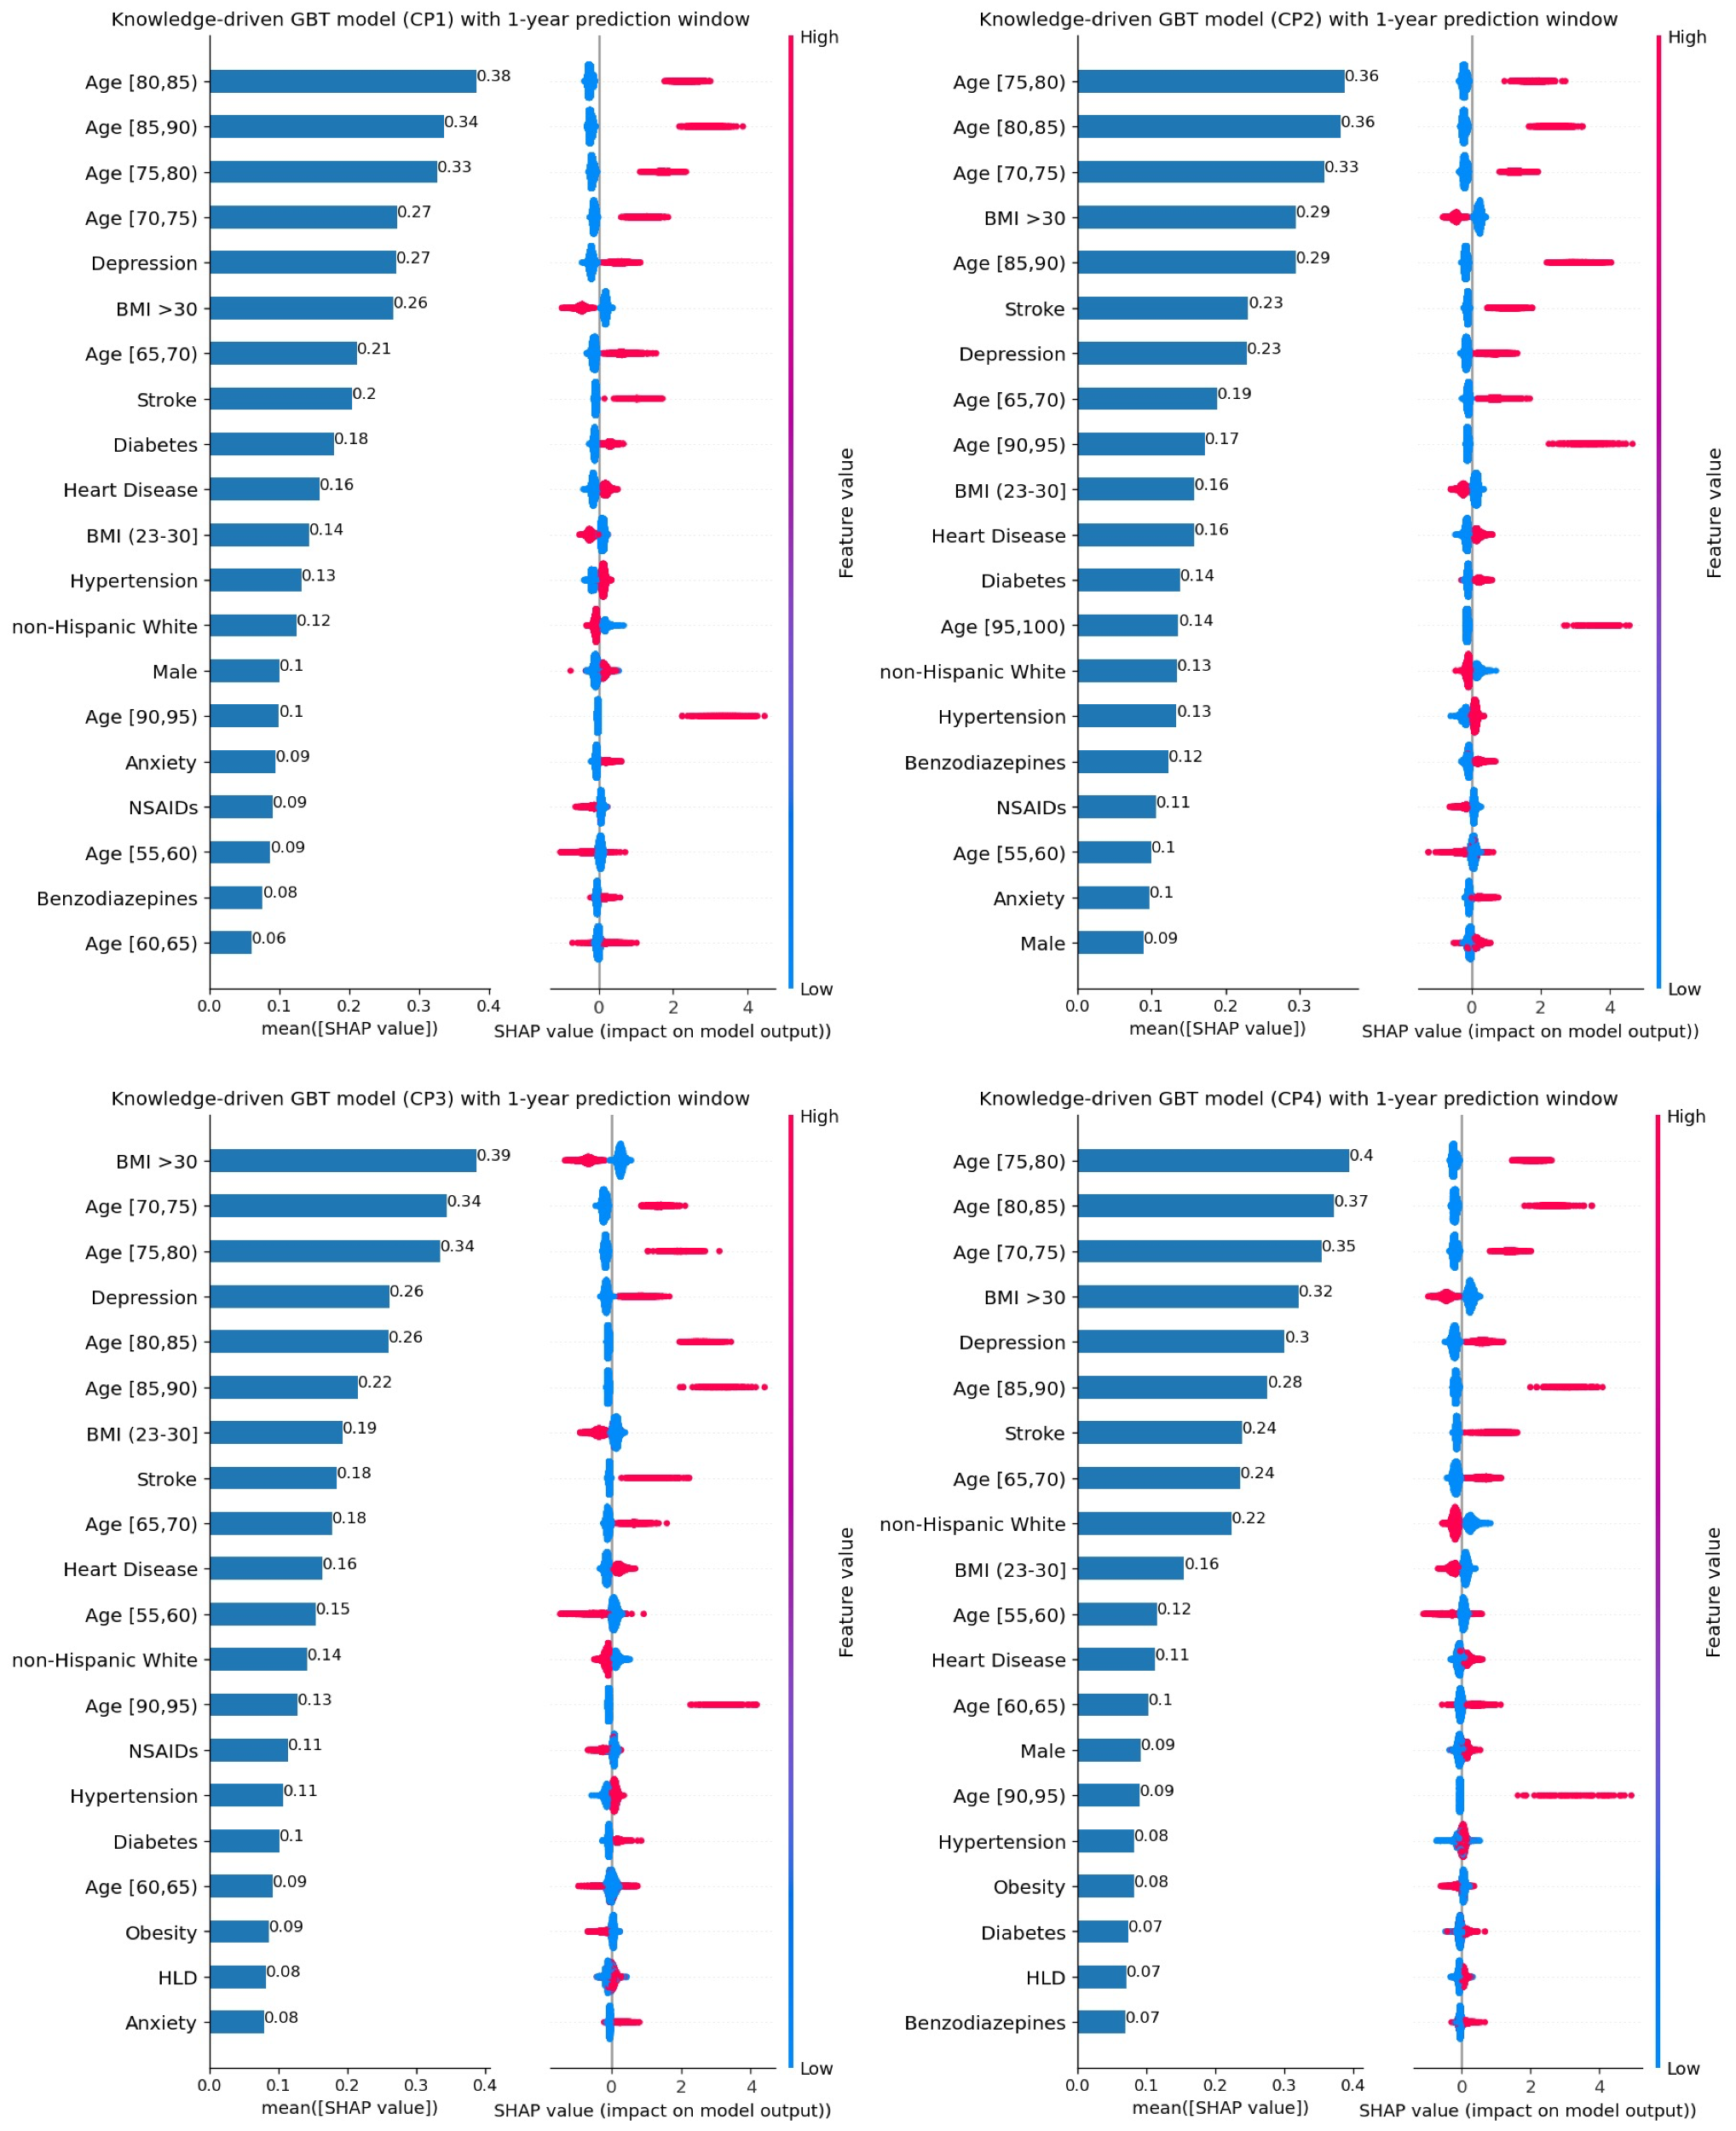 Knowledge-driven GBT model (CP1) with 1-year prediction window
High
Age [80,85) 0.38
Age [85,90) 0.34
Age [75,80) 0.33
Age [70,75) 0.27
Depression 0.27
BMI >30 0.26
Age [65,70) 0.21
Stroke 0.2
Diabetes 0.18
Heart Disease 0.16
BMI (23-30] 0.14
Hypertension 0.13
non-Hispanic White 0.12
Male 0.1
Age [90,95) 0.1
Anxiety 0.09
NSAIDs 0.09
Age [55,60) 0.09
Benzodiazepines 0.08
Age [60,65) 0.06
Feature value
Low
0.0 0.1 0.2 0.3 0.4 0 2 4
mean([SHAP value]) SHAP value (impact on model output))
Knowledge-driven GBT model (CP2) with 1-year prediction window
High
Age [75,80) 0.36
Age [80,85) 0.36
Age [70,75) 0.33
BMI >30 0.29
Age [85,90) 0.29
Stroke 0.23
Depression 0.23
Age [65,70) 0.19
Age [90,95) 0.17
BMI (23-30] 0.16
Heart Disease 0.16
Diabetes 0.14
Age [95,100) 0.14
non-Hispanic White 0.13
Hypertension 0.13
Benzodiazepines 0.12
NSAIDs 0.11
Age [55,60) 0.1
Anxiety 0.1
Male 0.09
Feature value
Low
0.0 0.1 0.2 0.3 0 2 4
mean([SHAP value]) SHAP value (impact on model output))
Knowledge-driven GBT model (CP3) with 1-year prediction window
High
BMI >30 0.39
Age [70,75) 0.34
Age [75,80) 0.34
Depression 0.26
Age [80,85) 0.26
Age [85,90) 0.22
BMI (23-30] 0.19
Stroke 0.18
Age [65,70) 0.18
Heart Disease 0.16
Age [55,60) 0.15
non-Hispanic White 0.14
Age [90,95) 0.13
NSAIDs 0.11
Hypertension 0.11
Diabetes 0.1
Age [60,65) 0.09
Obesity 0.09
HLD 0.08
Anxiety 0.08
Feature value
Low
0.0 0.1 0.2 0.3 0.4 0 2 4
mean([SHAP value]) SHAP value (impact on model output))
Knowledge-driven GBT model (CP4) with 1-year prediction window
High
Age [75,80) 0.4
Age [80,85) 0.37
Age [70,75) 0.35
BMI >30 0.32
Depression 0.3
Age [85,90) 0.28
Stroke 0.24
Age [65,70) 0.24
non-Hispanic White 0.22
BMI (23-30] 0.16
Age [55,60) 0.12
Heart Disease 0.11
Age [60,65) 0.1
Male 0.09
Age [90,95) 0.09
Hypertension 0.08
Obesity 0.08
Diabetes 0.07
HLD 0.07
Benzodiazepines 0.07
Feature value
Low
0.0 0.1 0.2 0.3 0.4 0 2 4
mean([SHAP value]) SHAP value (impact on model output))